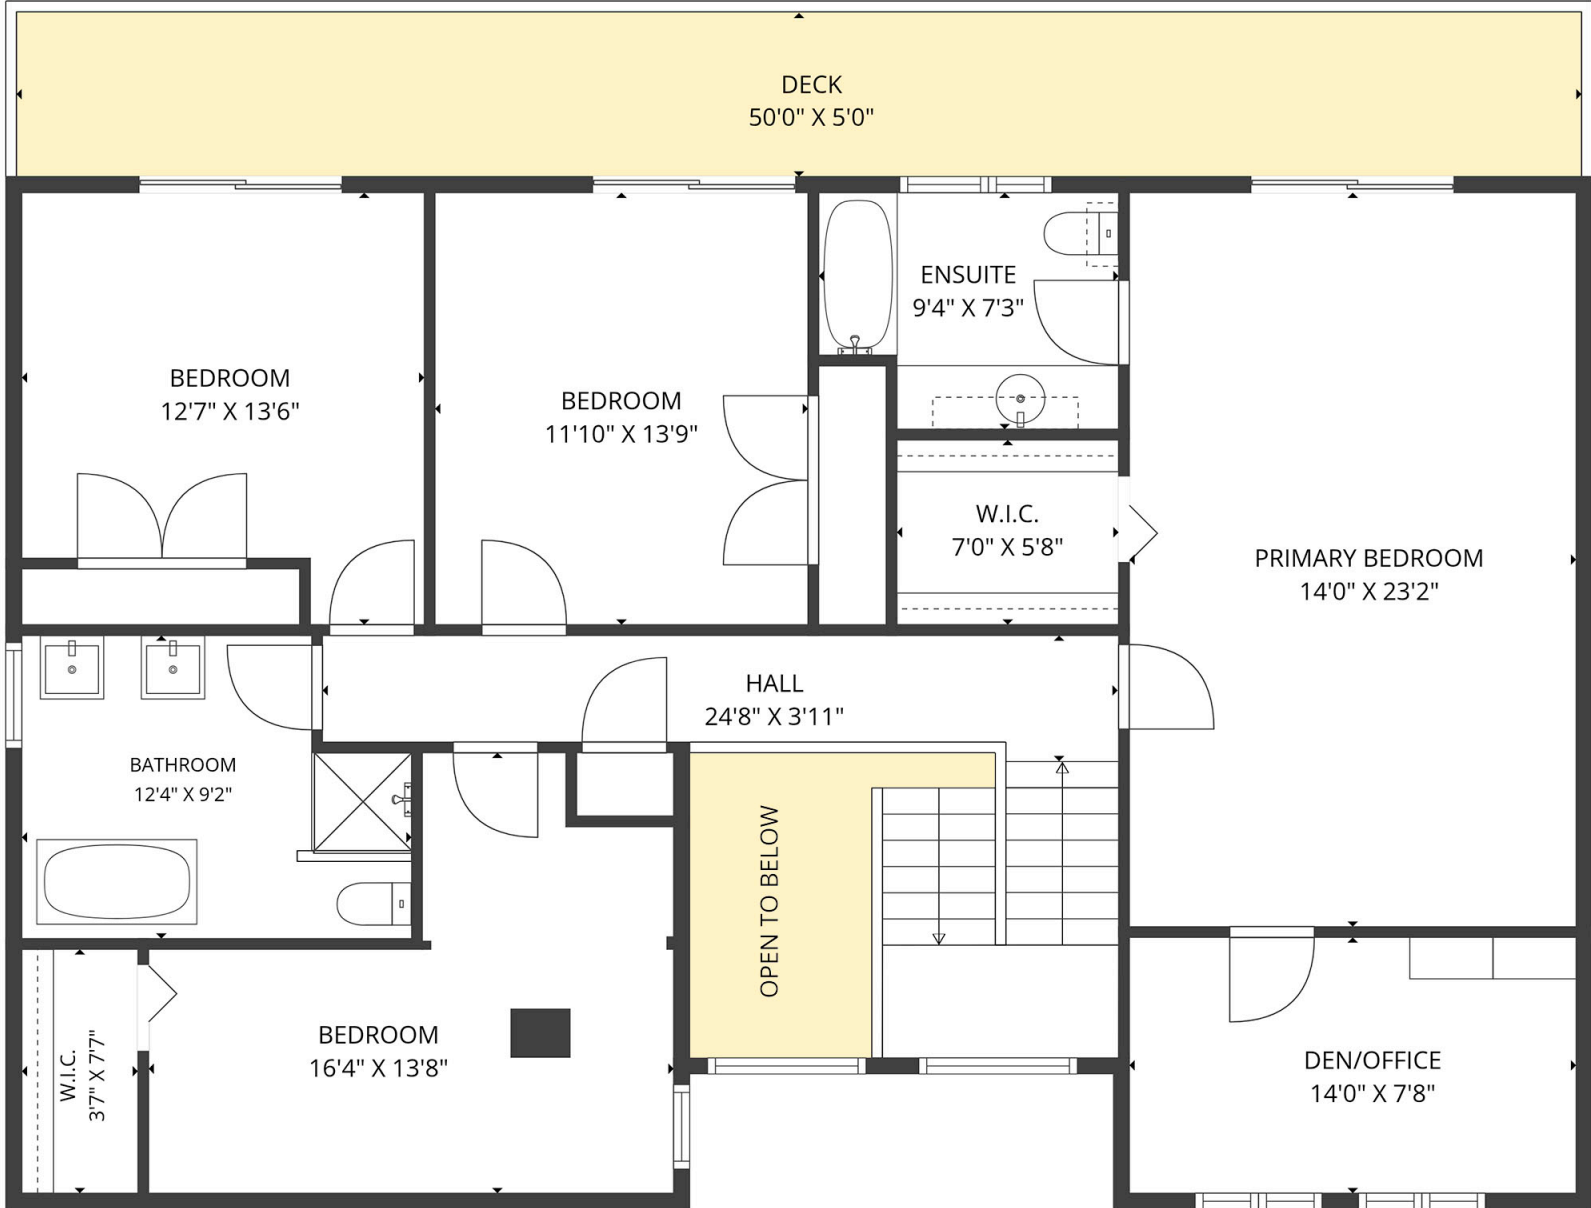 DECK
50'0" X 5'0"
ENSUITE
9'4" X 7'3"
BEDROOM
12'7" X 13'6"
BEDROOM
11'10" X 13'9"
W.I.C.
7'0" X 5'8"
PRIMARY BEDROOM
14'0" X 23'2"
HALL
24'8" X 3'11"
BATHROOM
12'4" X 9'2"
OPEN TO BELOW
W.I.C.
3'7" X 7'7"
BEDROOM
16'4" X 13'8"
DEN/OFFICE
14'0" X 7'8"